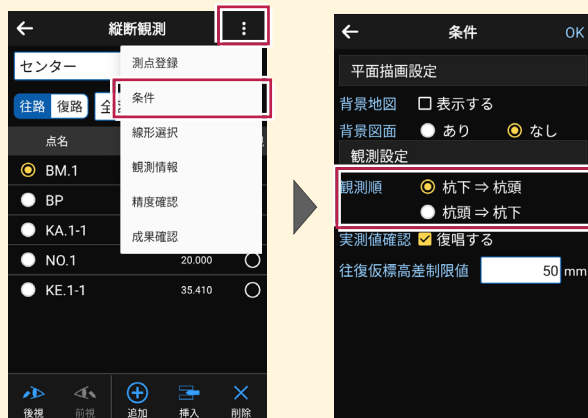 縦断観測
センター
測点登録
条件
線形選択
観測情報
精度確認
成果確認
往路 復路
点名
BM.1
BP
KA.1-1
NO.1 20.000
KE.1-1 35.410
後視 前視 追加 挿入 削除
条件 OK
平面描画設定
背景地図 表示する
背景図面 あり なし
観測設定
観測順 杭下 ⇒ 杭頭
杭頭 ⇒ 杭下
実測値確認 復唱する
往復仮標高差制限値 50 mm